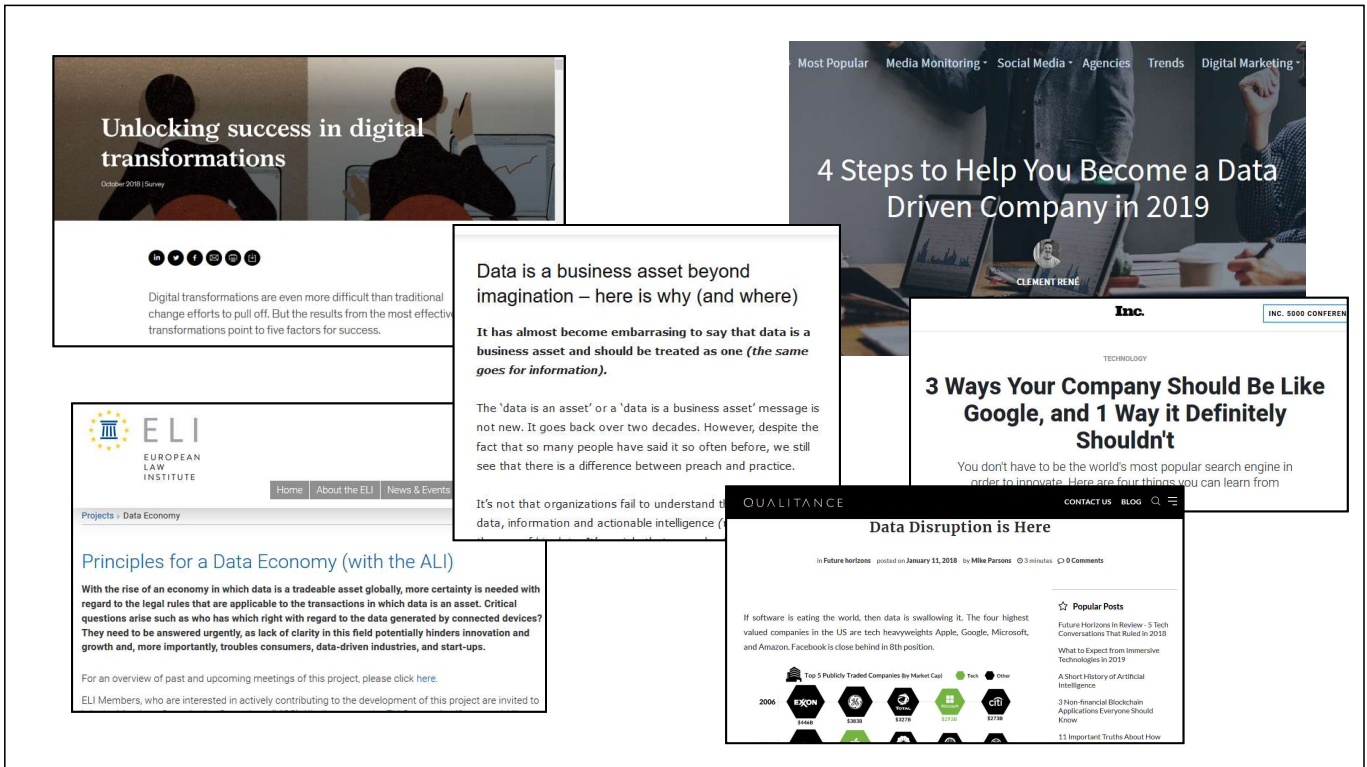 Unlocking success in digital
transformations
October 2018 | Survey
Digital transformations are even more difficult than traditional
change efforts to pull off. But the results from the most effective
transformations point to five factors for success.
Most Popular Media Monitoring Social Media Agencies Trends Digital Marketing
4 Steps to Help You Become a Data
Driven Company in 2019
CLEMENT RENÉ
Data is a business asset beyond
imagination – here is why (and where)
It has almost become embarrasing to say that data is a
business asset and should be treated as one (the same
goes for information).
The 'data is an asset' or a 'data is a business asset' message is
not new. It goes back over two decades. However, despite the
fact that so many people have said it so often before, we still
see that there is a difference between preach and practice.
It's not that organizations fail to understand
data, information and actionable intelligence
Inc.
INC. 5000 CONFEREN
TECHNOLOGY
3 Ways Your Company Should Be Like
Google, and 1 Way it Definitely
Shouldn't
You don't have to be the world's most popular search engine in
order to innovate. Here are four things you can learn from
ELI
EUROPEAN
LAW
INSTITUTE
Home About the ELI News & Events
Projects › Data Economy
Principles for a Data Economy (with the ALI)
With the rise of an economy in which data is a tradeable asset globally, more certainty is needed with
regard to the legal rules that are applicable to the transactions in which data is an asset. Critical
questions arise such as who has which right with regard to the data generated by connected devices?
They need to be answered urgently, as lack of clarity in this field potentially hinders innovation and
growth and, more importantly, troubles consumers, data-driven industries, and start-ups.
For an overview of past and upcoming meetings of this project, please click here.
ELI Members, who are interested in actively contributing to the development of this project are invited to
QUALITANCE
CONTACT US BLOG
Data Disruption is Here
in Future horizons posted on January 11, 2018 by Mike Parsons 3 minutes 0 Comments
If software is eating the world, then data is swallowing it. The four highest
valued companies in the US are tech heavyweights Apple, Google, Microsoft,
and Amazon. Facebook is close behind in 8th position.
Top 5 Publicly Traded Companies (by Market Cap) Tech Other
2006 EXXON GE TOTAL Microsoft citi
$446B $383B $327B $293B $273B
Popular Posts
Future Horizons in Review - 5 Tech
Conversations That Ruled in 2018
What to Expect from Immersive
Technologies in 2019
A Short History of Artificial
Intelligence
3 Non-financial Blockchain
Applications Everyone Should
Know
11 Important Truths About How